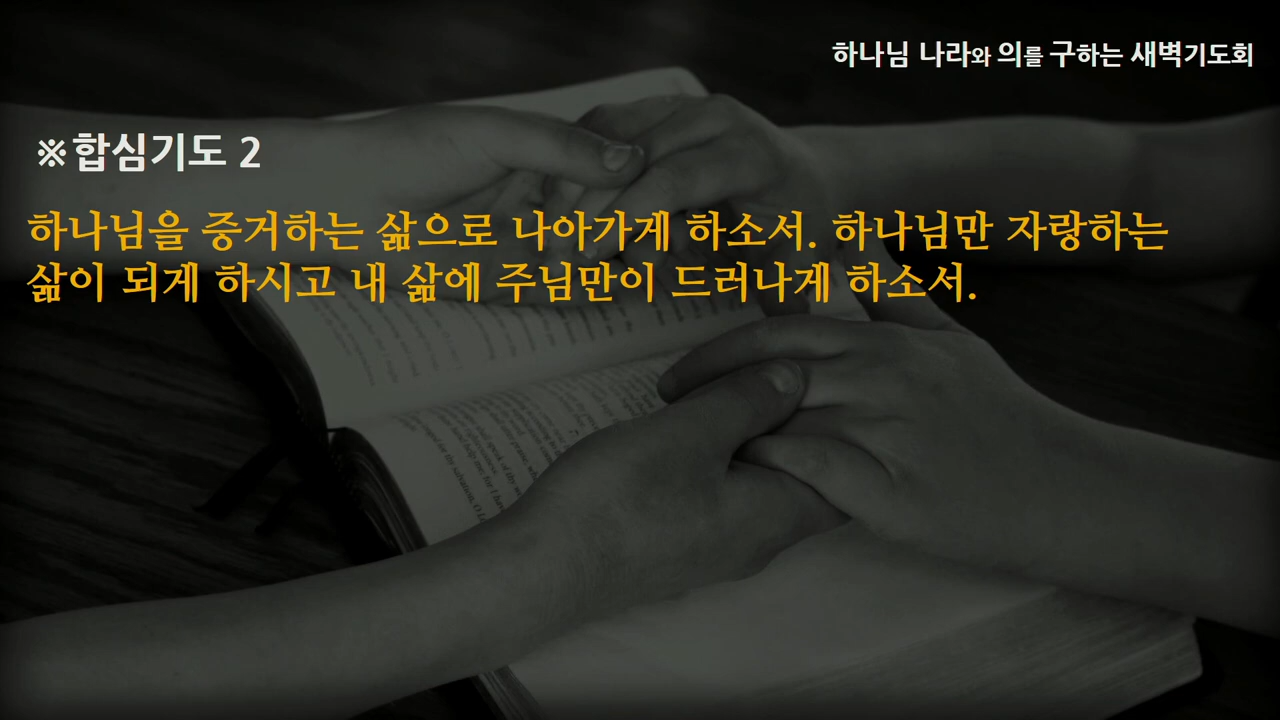 하나님 나라와 의를 구하는 새벽기도회
※합심기도 2
하나님을 증거하는 삶으로 나아가게 하소서. 하나님만 자랑하는
삶이 되게 하시고 내 삶에 주님만이 드러나게 하소서.